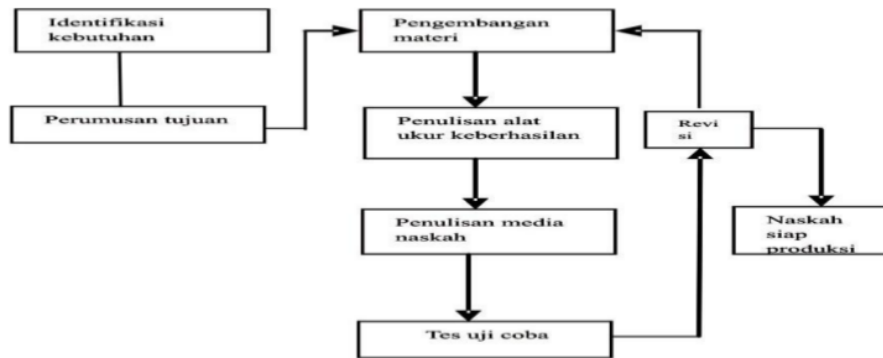 Identifikasi
kebutuhan
Perumusan tujuan
Pengembangan
materi
Penulisan alat
ukur keberhasilan
Penulisan media
naskah
Tes uji coba
Revi
si
Naskah
siap
produksi